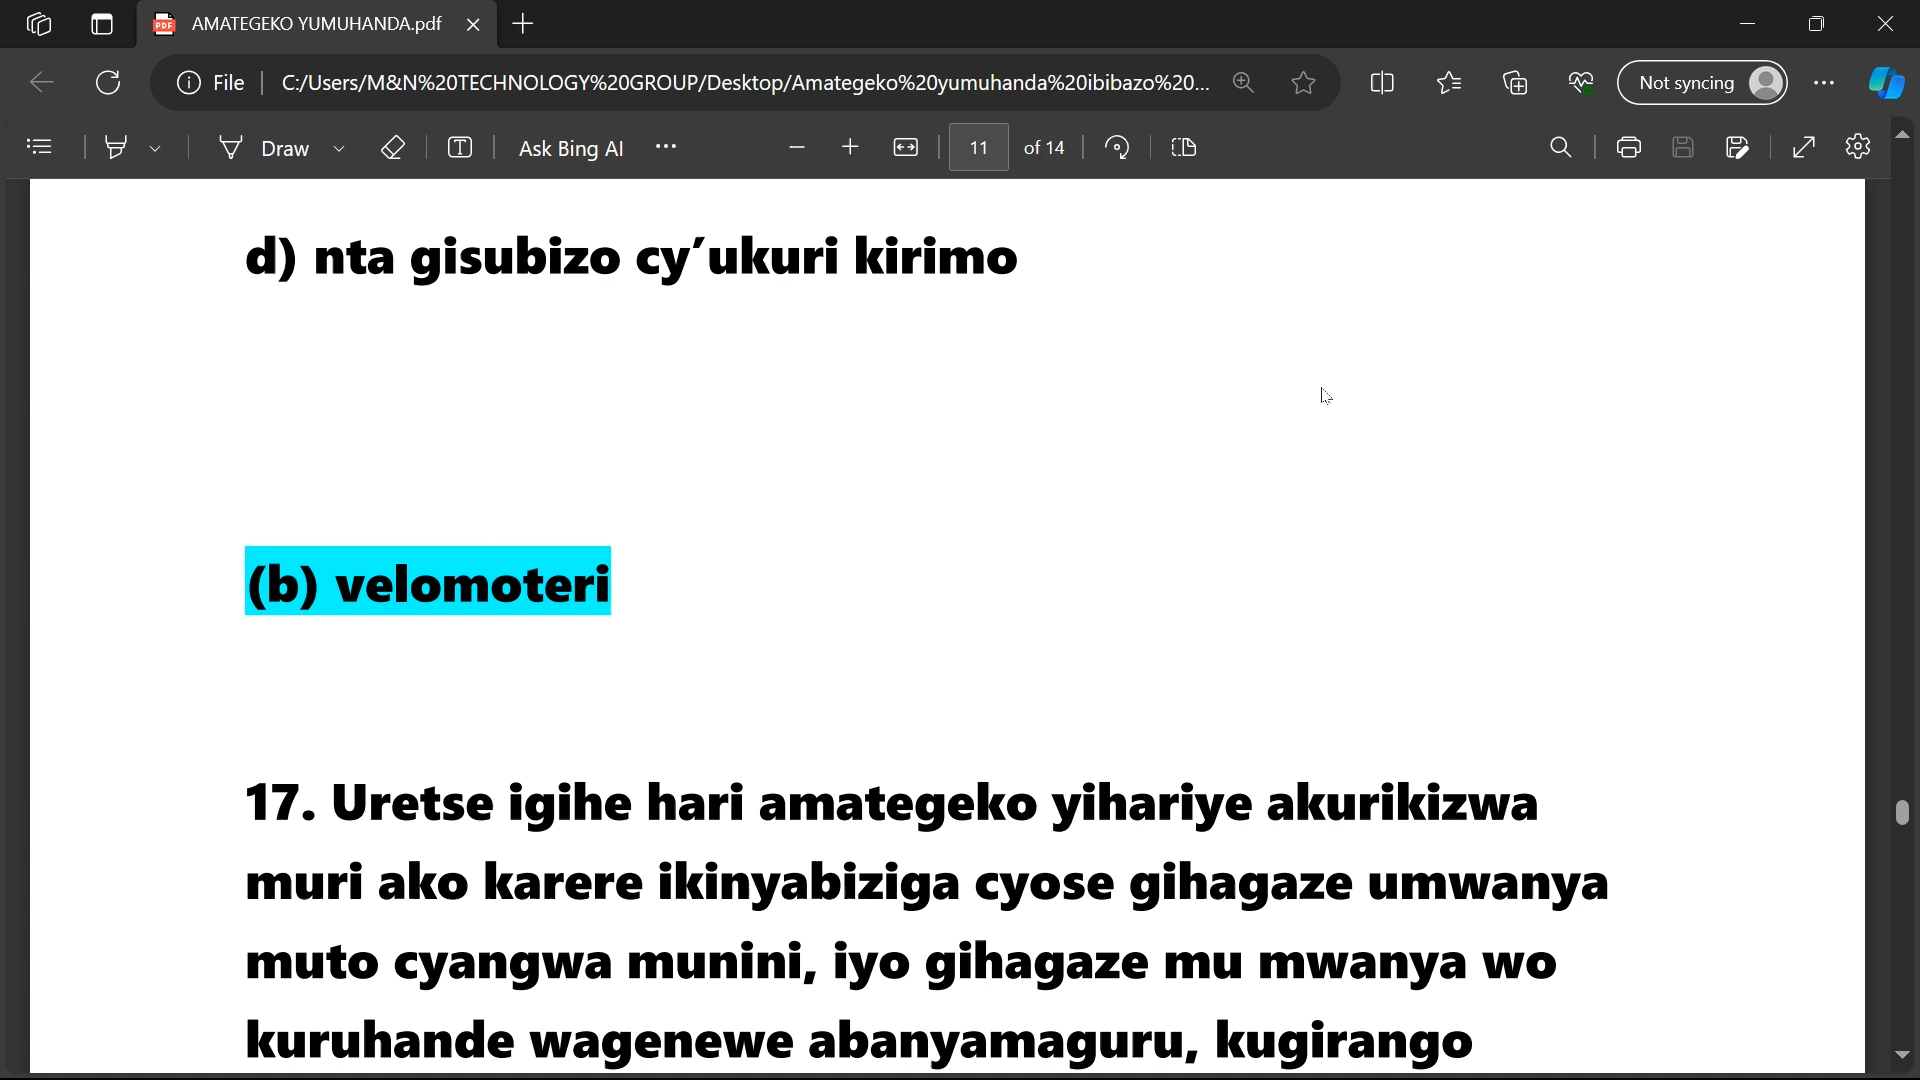 AMATEGEKO YUMUHANDA.pdf
File C:/Users/M&N%20TECHNOLOGY%20GROUP/Desktop/Amategeko%20yumuhanda%20ibibazo%20... Not syncing
Draw Ask Bing AI 11 of 14
d) nta gisubizo cy’ukuri kirimo
(b) velomoteri
17. Uretse igihe hari amategeko yihariye akurikizwa
muri ako karere ikinyabiziga cyose gihagaze umwanya
muto cyangwa munini, iyo gihagaze mu mwanya wo
kuruhande wagenewe abanyamaguru, kugirango